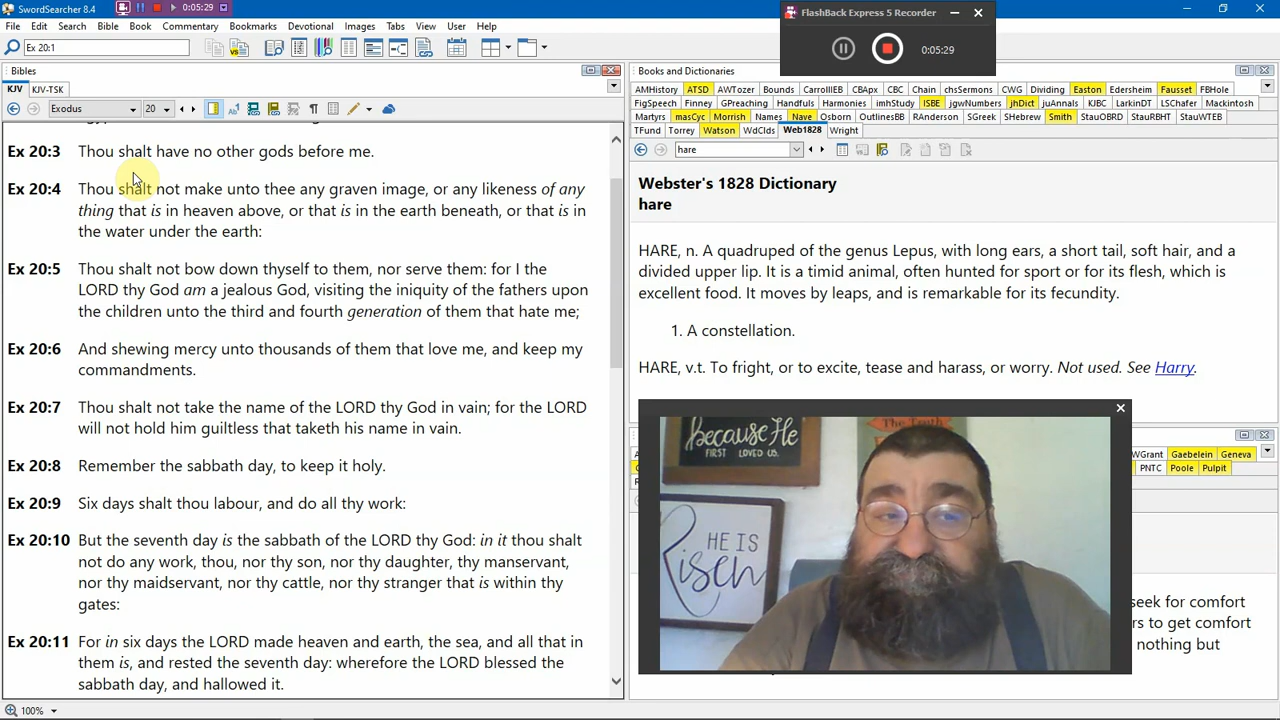 SwordSearcher 8.4
00:05:29
File Edit Search Bible Book Commentary Bookmarks Devotional Images Tabs View User Help
Ex 20:1
VS
Bibles
KJV KJV-TSK
Exodus 20
Ex 20:3 Thou shalt have no other gods before me.
Ex 20:4 Thou shalt not make unto thee any graven image, or any likeness of any
thing that is in heaven above, or that is in the earth beneath, or that is in
the water under the earth:
Ex 20:5 Thou shalt not bow down thyself to them, nor serve them: for I the
LORD thy God am a jealous God, visiting the iniquity of the fathers upon
the children unto the third and fourth generation of them that hate me;
Ex 20:6 And shewing mercy unto thousands of them that love me, and keep my
commandments.
Ex 20:7 Thou shalt not take the name of the LORD thy God in vain; for the LORD
will not hold him guiltless that taketh his name in vain.
Ex 20:8 Remember the sabbath day, to keep it holy.
Ex 20:9 Six days shalt thou labour, and do all thy work:
Ex 20:10 But the seventh day is the sabbath of the LORD thy God: in it thou shalt
not do any work, thou, nor thy son, nor thy daughter, thy manservant,
nor thy maidservant, nor thy cattle, nor thy stranger that is within thy
gates:
Ex 20:11 For in six days the LORD made heaven and earth, the sea, and all that in
them is, and rested the seventh day: wherefore the LORD blessed the
sabbath day, and hallowed it.
100%
FlashBack Express 5 Recorder
0:05:29
Books and Dictionaries
AMHistory ATSD AWTozer Bounds CarrollEB CBApx CBC Chain chsSermons CWG Dividing Easton Edersheim Fausset FBHole
FigSpeech Finney GPreaching Handfuls Harmonies imhStudy ISBE jgwNumbers jhDict juAnnals KJBC LarkinDT LSChafer Mackintosh
Martyrs masCyc Morrish Names Nave Osborn OutlinesBB RAnderson SGreek SHebrew Smith StauOBRD StauRBHT StauWTEB
TFund Torrey Watson WdClds Web1828 Wright
hare
Webster's 1828 Dictionary
hare
HARE, n. A quadruped of the genus Lepus, with long ears, a short tail, soft hair, and a
divided upper lip. It is a timid animal, often hunted for sport or for its flesh, which is
excellent food. It moves by leaps, and is remarkable for its fecundity.
1. A constellation.
HARE, v.t. To fright, or to excite, tease and harass, or worry. Not used. See Harry.
Because He
FIRST LOVED US.
The Truth
HE IS
Risen
WGrant Gaebelein Geneva
PNTC Poole Pulpit
seek for comfort
rs to get comfort
nothing but